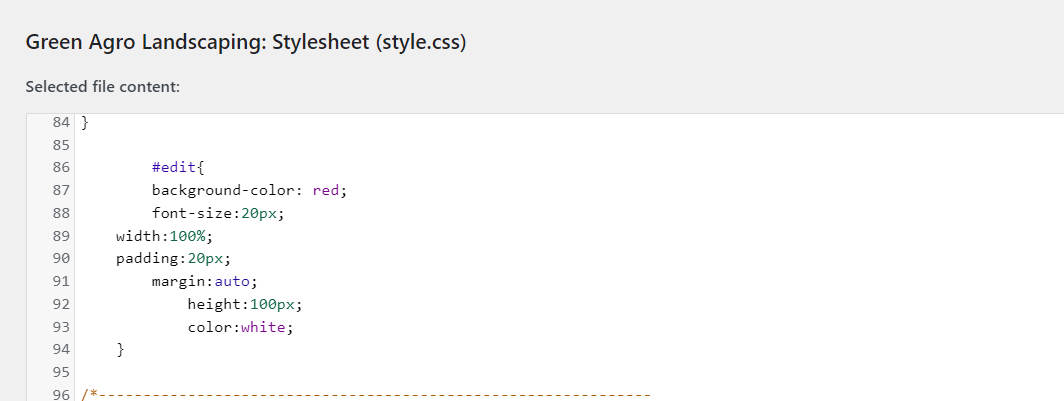 Green Agro Landscaping: Stylesheet (style.css)
Selected file content:
84 }
85
86 #edit{
87 background-color: red;
88 font-size:20px;
89 width:100%;
90 padding:20px;
91 margin:auto;
92 height:100px;
93 color:white;
94 }
95
96 /*--------------------------------------------------------------